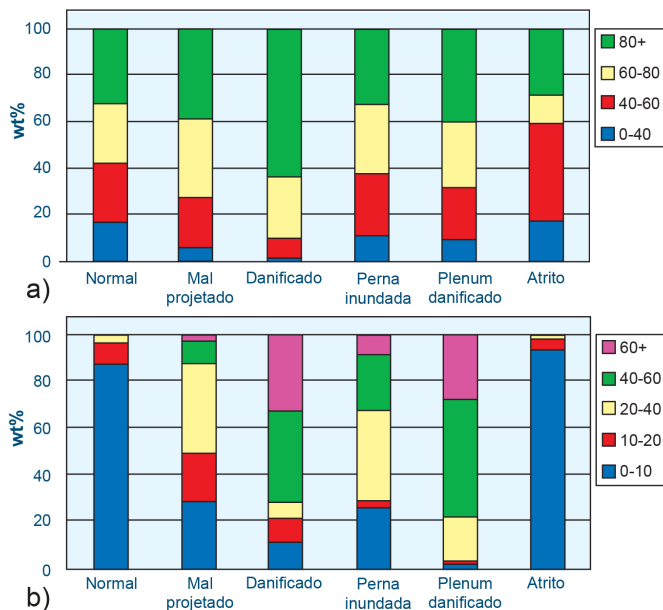 100
80
60
40
20
0
wt%
80+
60-80
40-60
0-40
Normal
Mal projetado
Danificado
Perna inundada
Plenum danificado
Atrito
a)
100
80
60
40
20
0
wt%
60+
40-60
20-40
10-20
0-10
Normal
Mal projetado
Danificado
Perna inundada
Plenum danificado
Atrito
b)